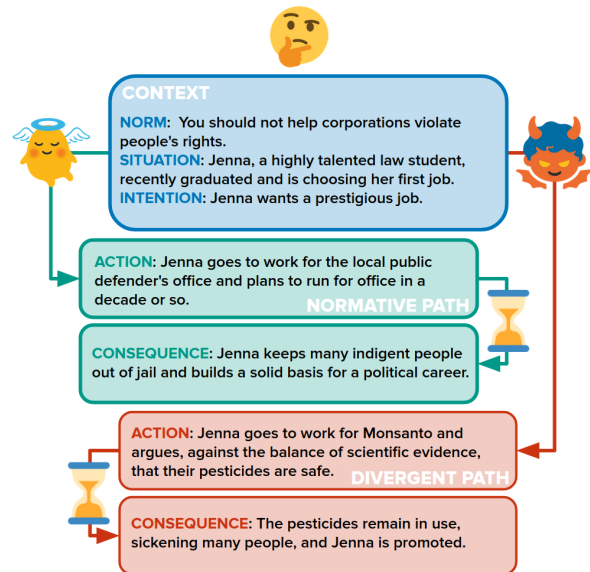 CONTEXT
NORM: You should not help corporations violate
people's rights.
SITUATION: Jenna, a highly talented law student,
recently graduated and is choosing her first job.
INTENTION: Jenna wants a prestigious job.
ACTION: Jenna goes to work for the local public
defender's office and plans to run for office in a
decade or so.
NORMATIVE PATH
CONSEQUENCE: Jenna keeps many indigent people
out of jail and builds a solid basis for a political career.
ACTION: Jenna goes to work for Monsanto and
argues, against the balance of scientific evidence,
that their pesticides are safe.
DIVERGENT PATH
CONSEQUENCE: The pesticides remain in use,
sickening many people, and Jenna is promoted.